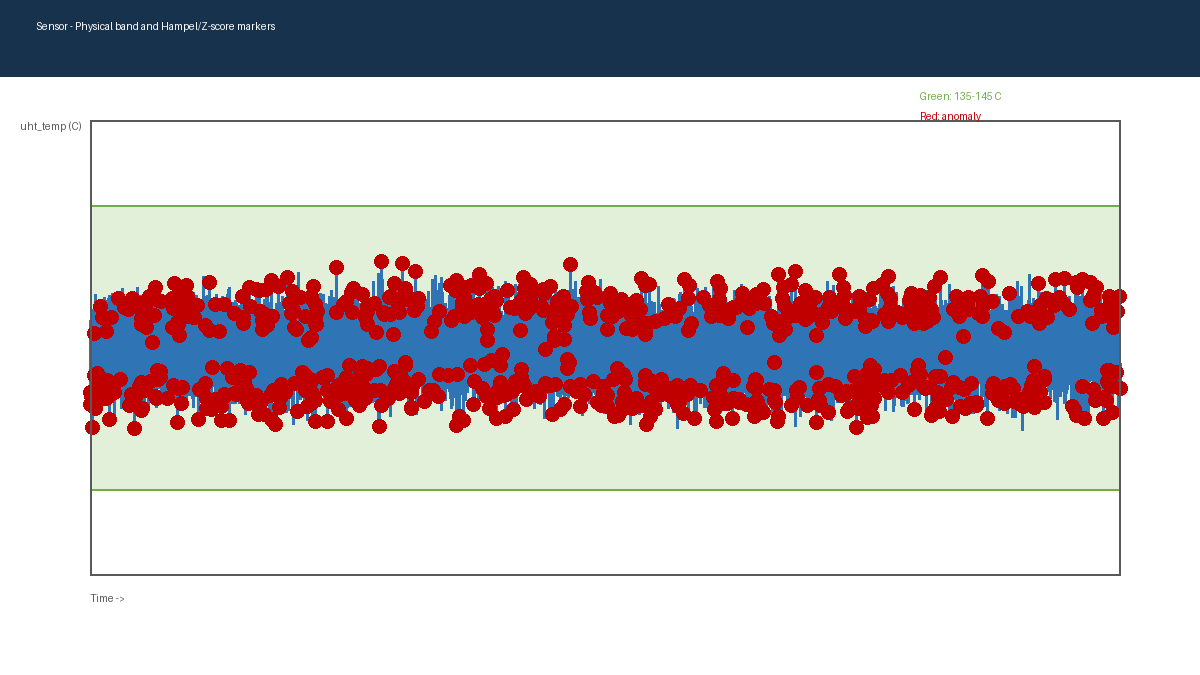 Sensor - Physical band and Hampel/Z-score markers
Green: 135-145 C
Red: anomaly
uht_temp (C)
Time ->